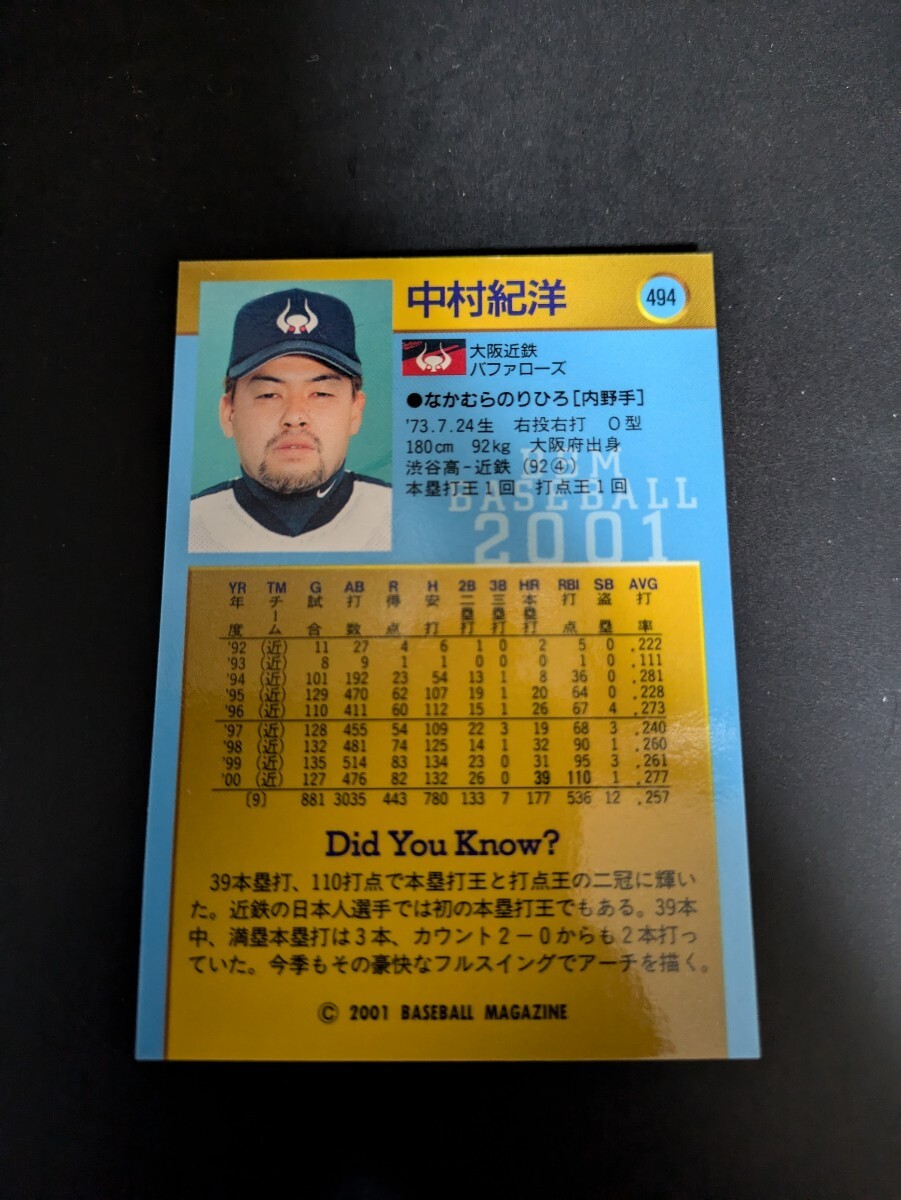 中村紀洋
494
大阪近鉄
バファローズ
●なかむらのりひろ[内野手]
'73.7.24生 右投右打 O型
180cm 92kg 大阪府出身
渋谷高-近鉄(92④)
本塁打王1回 打点王1回
BBM
BASEBALL
2001
YR TM G AB R H 2B 3B HR RBI SB AVG
年度 チーム 試合 打数 得点 安打 二塁打 三塁打 本塁打 打点 盗塁 打率
'92 (近) 11 27 4 6 1 0 2 5 0 .222
'93 (近) 8 9 1 1 0 0 0 1 0 .111
'94 (近) 101 192 23 54 13 1 8 36 0 .281
'95 (近) 129 470 62 107 19 1 20 64 0 .228
'96 (近) 110 411 60 112 15 1 26 67 4 .273
'97 (近) 128 455 54 109 22 3 19 68 3 .240
'98 (近) 132 481 74 125 14 1 32 90 1 .260
'99 (近) 135 514 83 134 23 0 31 95 3 .261
'00 (近) 127 476 82 132 26 0 39 110 1 .277
[9] 881 3035 443 780 133 7 177 536 12 .257
Did You Know?
39本塁打、110打点で本塁打王と打点王の二冠に輝い
た。近鉄の日本人選手では初の本塁打王でもある。39本
中、満塁本塁打は3本、カウント2-0からも2本打っ
ていた。今季もその豪快なフルスイングでアーチを描く。
© 2001 BASEBALL MAGAZINE